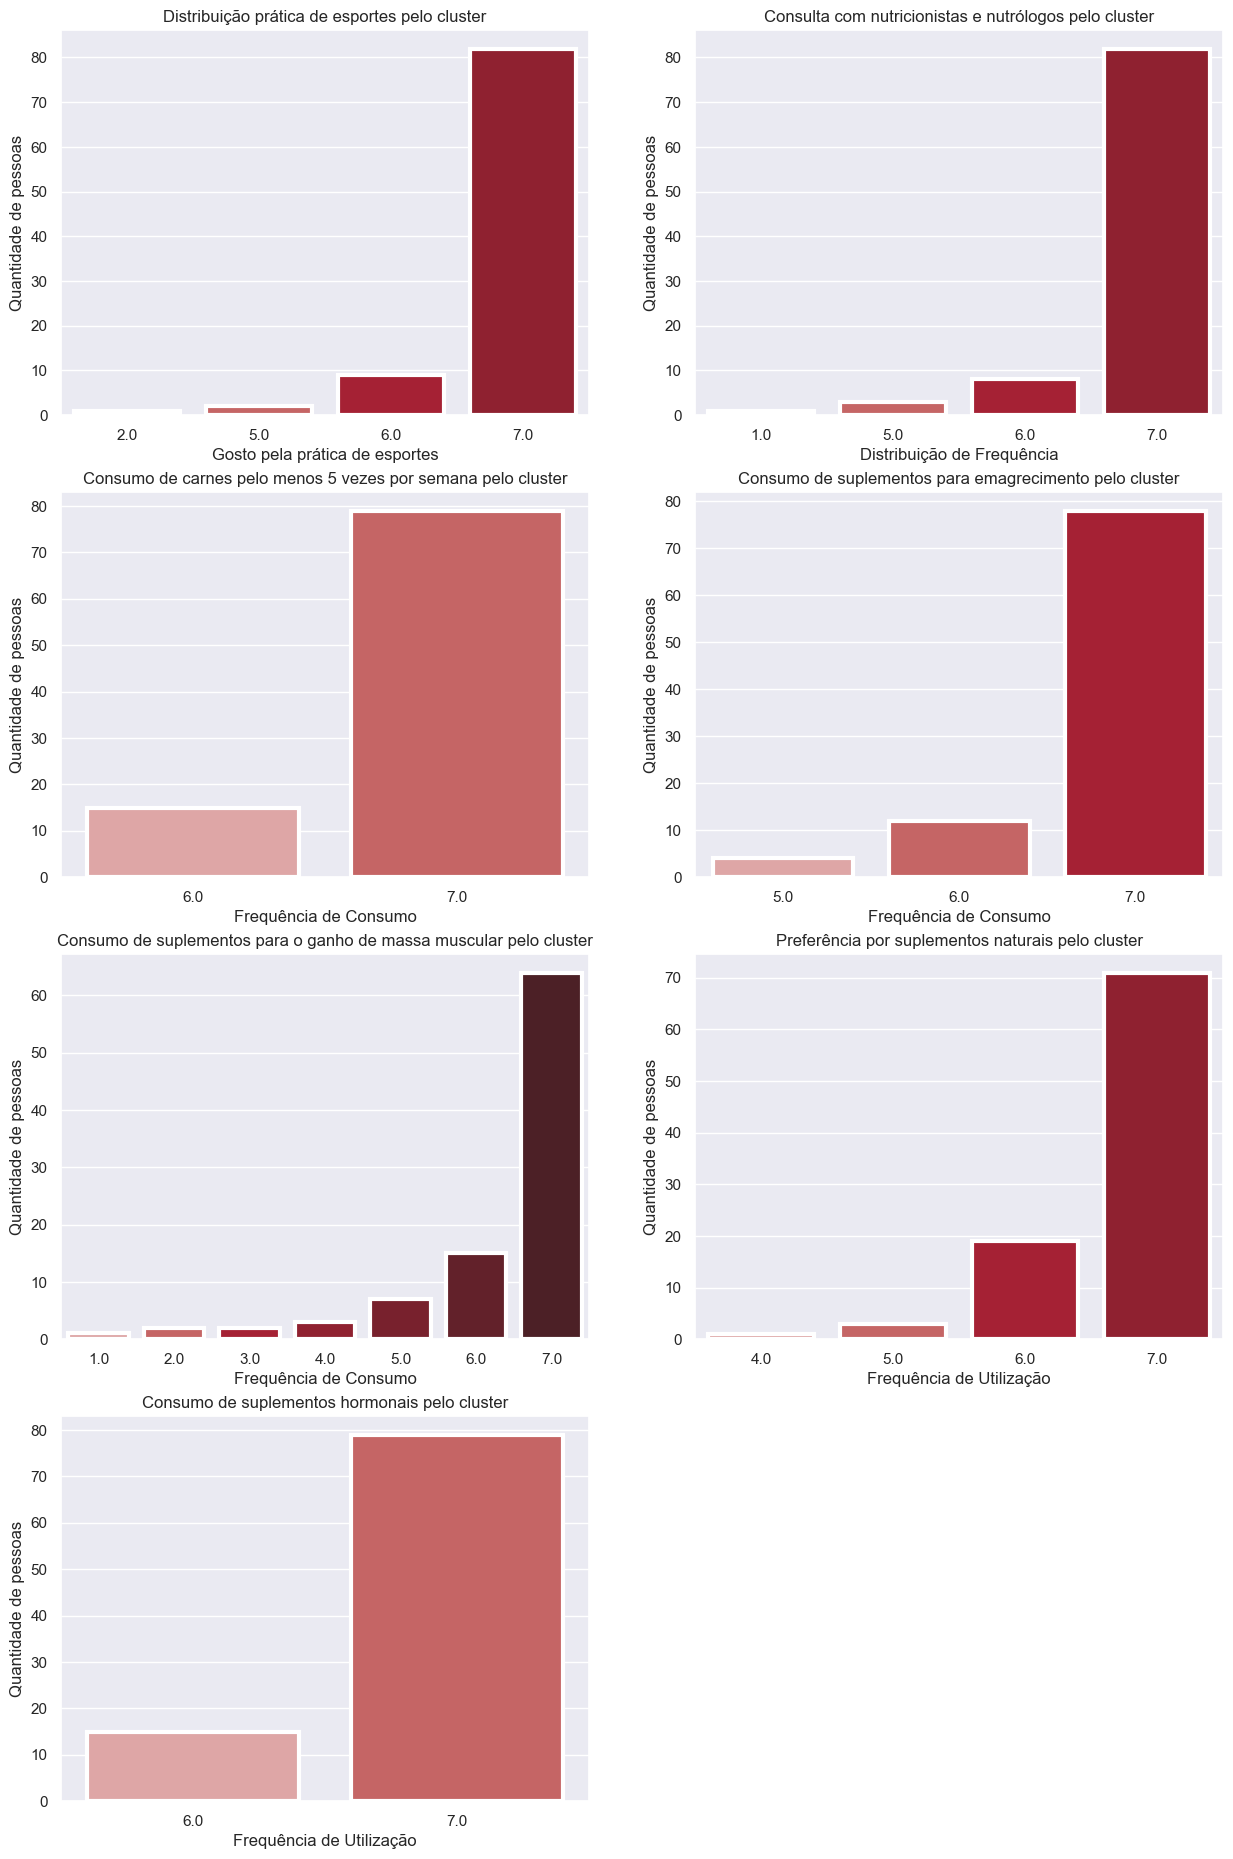 Distribuição prática de esportes pelo cluster
Quantidade de pessoas
80
70
60
50
40
30
20
10
0
2.0 5.0 6.0 7.0
Gosto pela prática de esportes
Consulta com nutricionistas e nutrólogos pelo cluster
Quantidade de pessoas
80
70
60
50
40
30
20
10
0
1.0 5.0 6.0 7.0
Distribuição de Frequência
Consumo de carnes pelo menos 5 vezes por semana pelo cluster
Quantidade de pessoas
80
70
60
50
40
30
20
10
0
6.0 7.0
Frequência de Consumo
Consumo de suplementos para emagrecimento pelo cluster
Quantidade de pessoas
80
70
60
50
40
30
20
10
0
5.0 6.0 7.0
Frequência de Consumo
Consumo de suplementos para o ganho de massa muscular pelo cluster
Quantidade de pessoas
60
50
40
30
20
10
0
1.0 2.0 3.0 4.0 5.0 6.0 7.0
Frequência de Consumo
Preferência por suplementos naturais pelo cluster
Quantidade de pessoas
70
60
50
40
30
20
10
0
4.0 5.0 6.0 7.0
Frequência de Utilização
Consumo de suplementos hormonais pelo cluster
Quantidade de pessoas
80
70
60
50
40
30
20
10
0
6.0 7.0
Frequência de Utilização